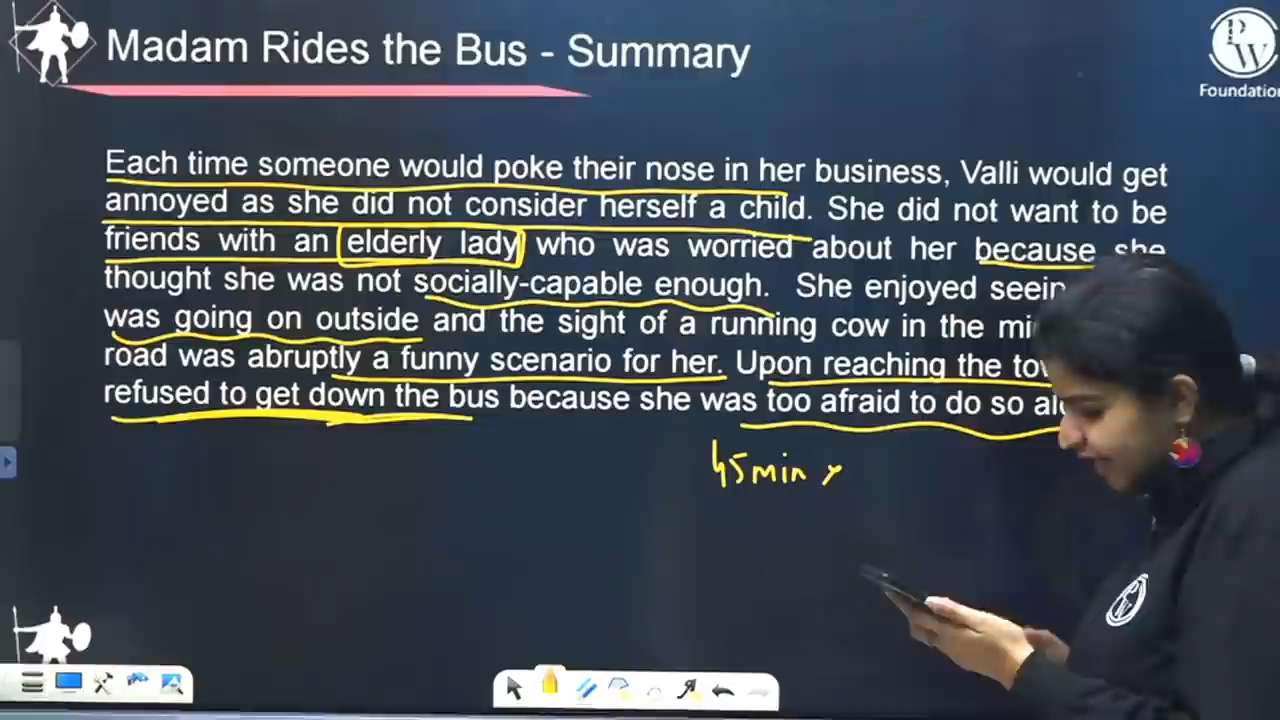 Madam Rides the Bus - Summary
PW
Foundation
Each time someone would poke their nose in her business, Valli would get
annoyed as she did not consider herself a child. She did not want to be
friends with an elderly lady who was worried about her because she
thought she was not socially-capable enough. She enjoyed seein
was going on outside and the sight of a running cow in the mi
road was abruptly a funny scenario for her. Upon reaching the tow
refused to get down the bus because she was too afraid to do so al
45min x